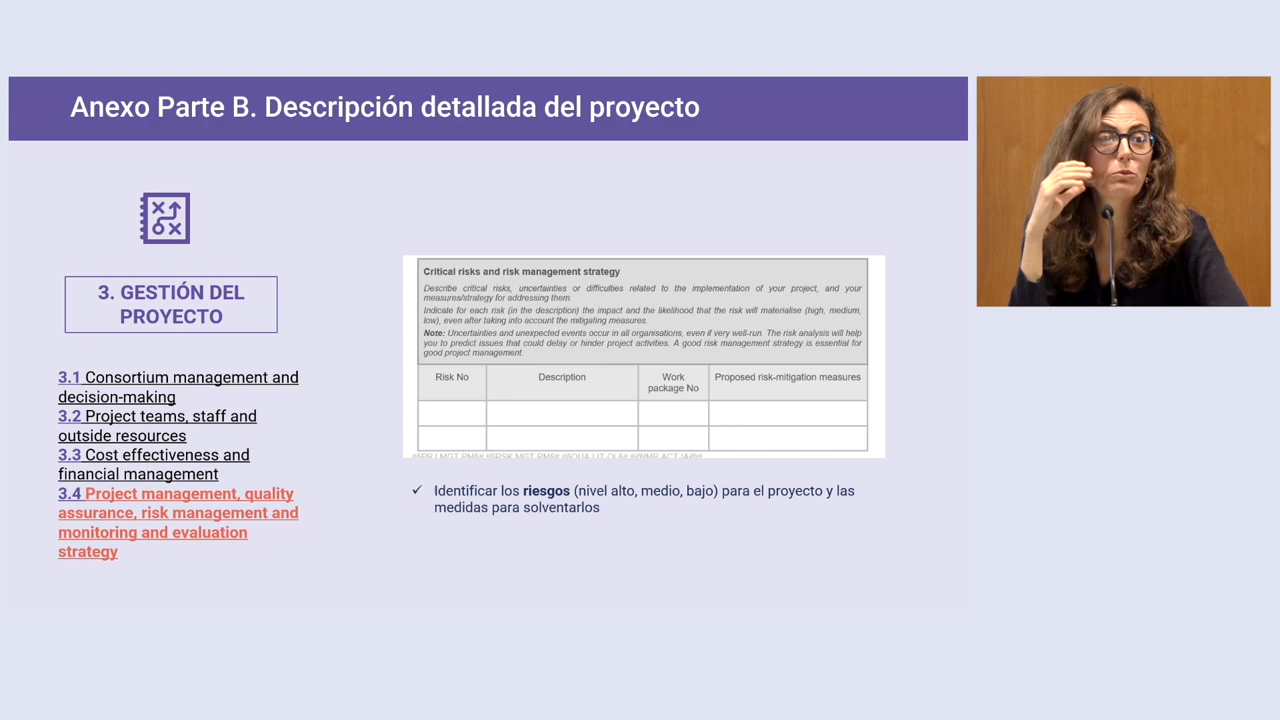 Anexo Parte B. Descripción detallada del proyecto
3. GESTIÓN DEL
PROYECTO
3.1 Consortium management and
decision-making
3.2 Project teams, staff and
outside resources
3.3 Cost effectiveness and
financial management
3.4 Project management, quality
assurance, risk management and
monitoring and evaluation
strategy
Critical risks and risk management strategy
Describe critical risks, uncertainties or difficulties related to the implementation of your project, and your
measures/strategy for addressing them.
Indicate for each risk (in the description) the impact and the likelihood that the risk will materialise (high, medium,
low), even after taking into account the mitigating measures.
Note: Uncertainties and unexpected events occur in all organisations, even if very well-run. The risk analysis will help
you to predict issues that could delay or hinder project activities. A good risk management strategy is essential for
good project management.
Risk No
Description
Work
package No
Proposed risk-mitigation measures
✓ Identificar los riesgos (nivel alto, medio, bajo) para el proyecto y las
medidas para solventarlos